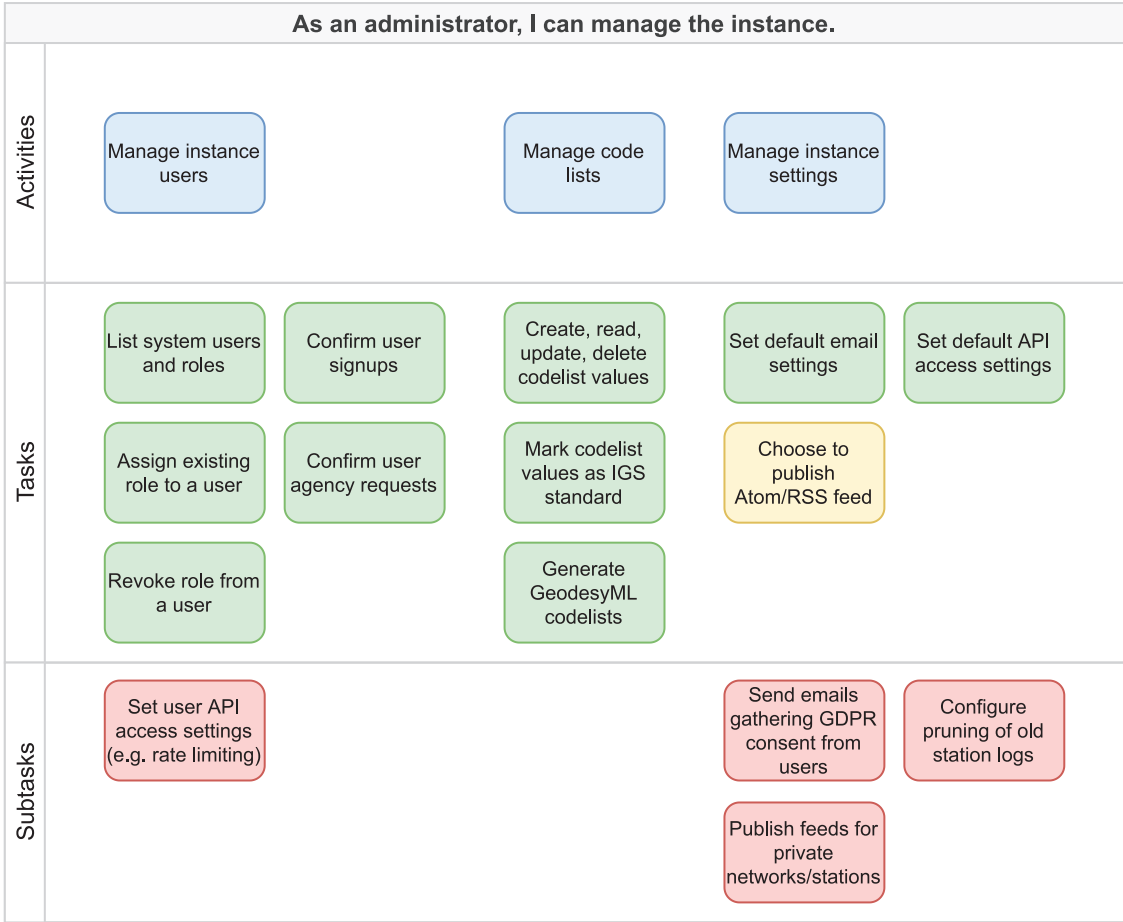 As an administrator, I can manage the instance.
Activities
Manage instance
users
Manage code
lists
Manage instance
settings
Tasks
List system users
and roles
Confirm user
signups
Create, read,
update, delete
codelist values
Set default email
settings
Set default API
access settings
Assign existing
role to a user
Confirm user
agency requests
Mark codelist
values as IGS
standard
Choose to
publish
Atom/RSS feed
Revoke role from
a user
Generate
GeodesyML
codelists
Subtasks
Set user API
access settings
(e.g. rate limiting)
Send emails
gathering GDPR
consent from
users
Configure
pruning of old
station logs
Publish feeds for
private
networks/stations